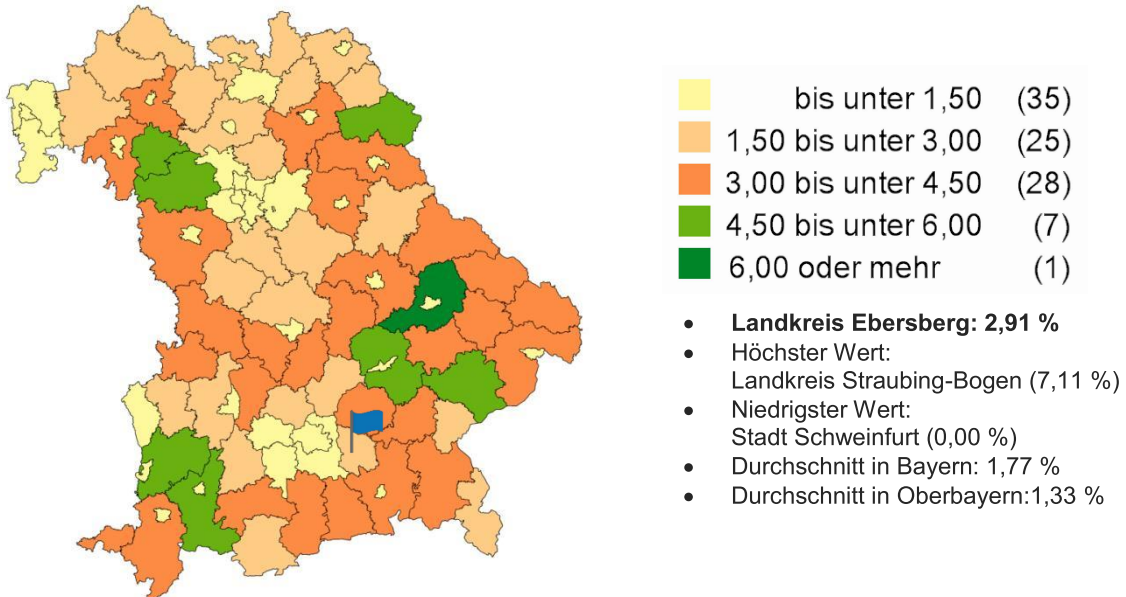 bis unter 1,50 (35)
1,50 bis unter 3,00 (25)
3,00 bis unter 4,50 (28)
4,50 bis unter 6,00 (7)
6,00 oder mehr (1)
• Landkreis Ebersberg: 2,91 %
• Höchster Wert:
Landkreis Straubing-Bogen (7,11 %)
• Niedrigster Wert:
Stadt Schweinfurt (0,00 %)
• Durchschnitt in Bayern: 1,77 %
• Durchschnitt in Oberbayern:1,33 %